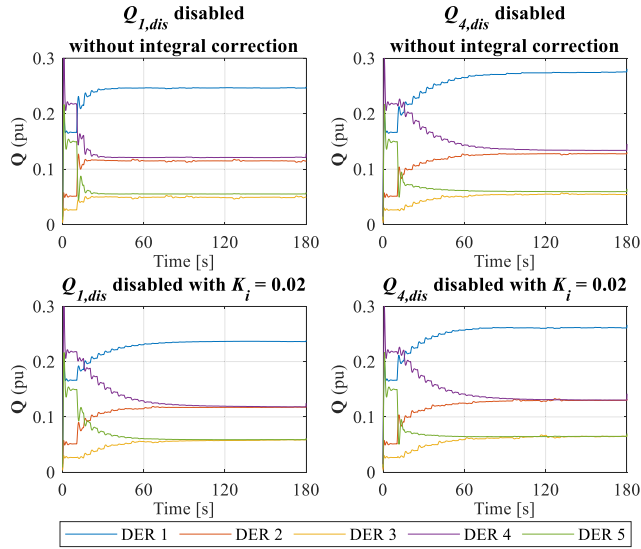 Q1,dis disabled
without integral correction
Q4,dis disabled
without integral correction
Q (pu)
0.3
0.2
0.1
0
0 60 120 180
Time [s]
Q (pu)
0.3
0.2
0.1
0
0 60 120 180
Time [s]
Q1,dis disabled with Ki = 0.02
Q4,dis disabled with Ki = 0.02
Q (pu)
0.3
0.2
0.1
0
0 60 120 180
Time [s]
Q (pu)
0.3
0.2
0.1
0
0 60 120 180
Time [s]
DER 1 DER 2 DER 3 DER 4 DER 5